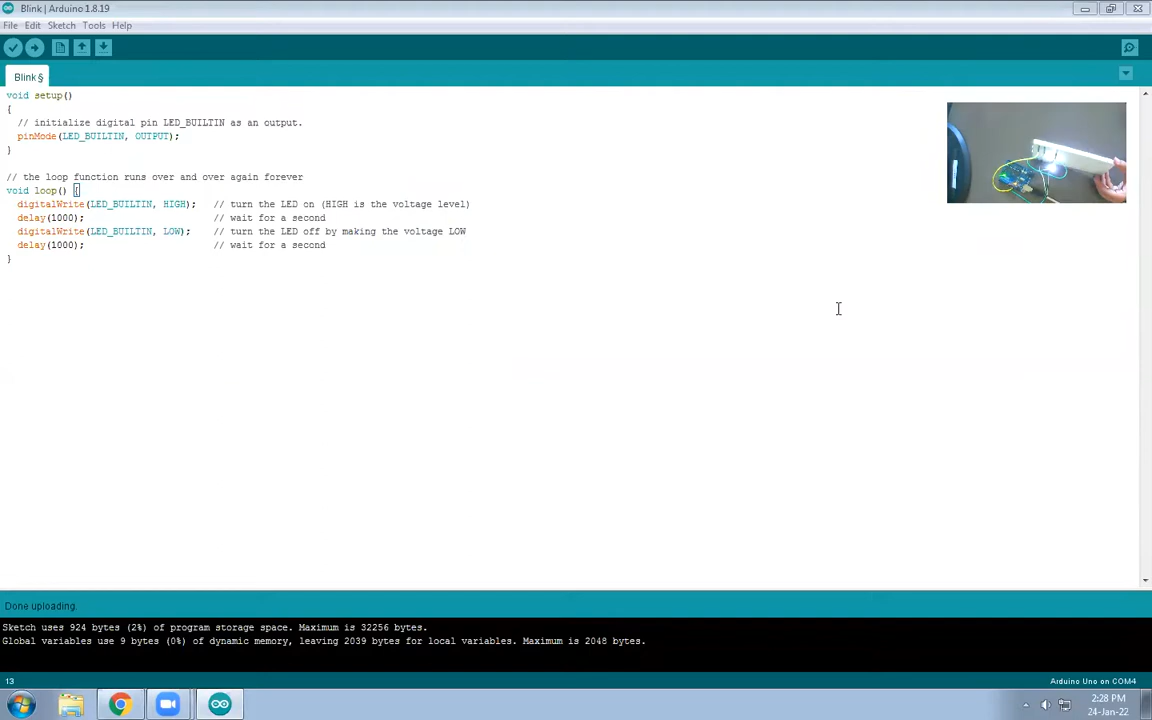 Blink | Arduino 1.8.19
File Edit Sketch Tools Help
Blink §
void setup()
{
  // initialize digital pin LED_BUILTIN as an output.
  pinMode(LED_BUILTIN, OUTPUT);
}
// the loop function runs over and over again forever
void loop() {
  digitalWrite(LED_BUILTIN, HIGH);   // turn the LED on (HIGH is the voltage level)
  delay(1000);                       // wait for a second
  digitalWrite(LED_BUILTIN, LOW);    // turn the LED off by making the voltage LOW
  delay(1000);                       // wait for a second
}
Done uploading.
Sketch uses 924 bytes (2%) of program storage space. Maximum is 32256 bytes.
Global variables use 9 bytes (0%) of dynamic memory, leaving 2039 bytes for local variables. Maximum is 2048 bytes.
13 Arduino Uno on COM4
2:28 PM
24-Jan-22